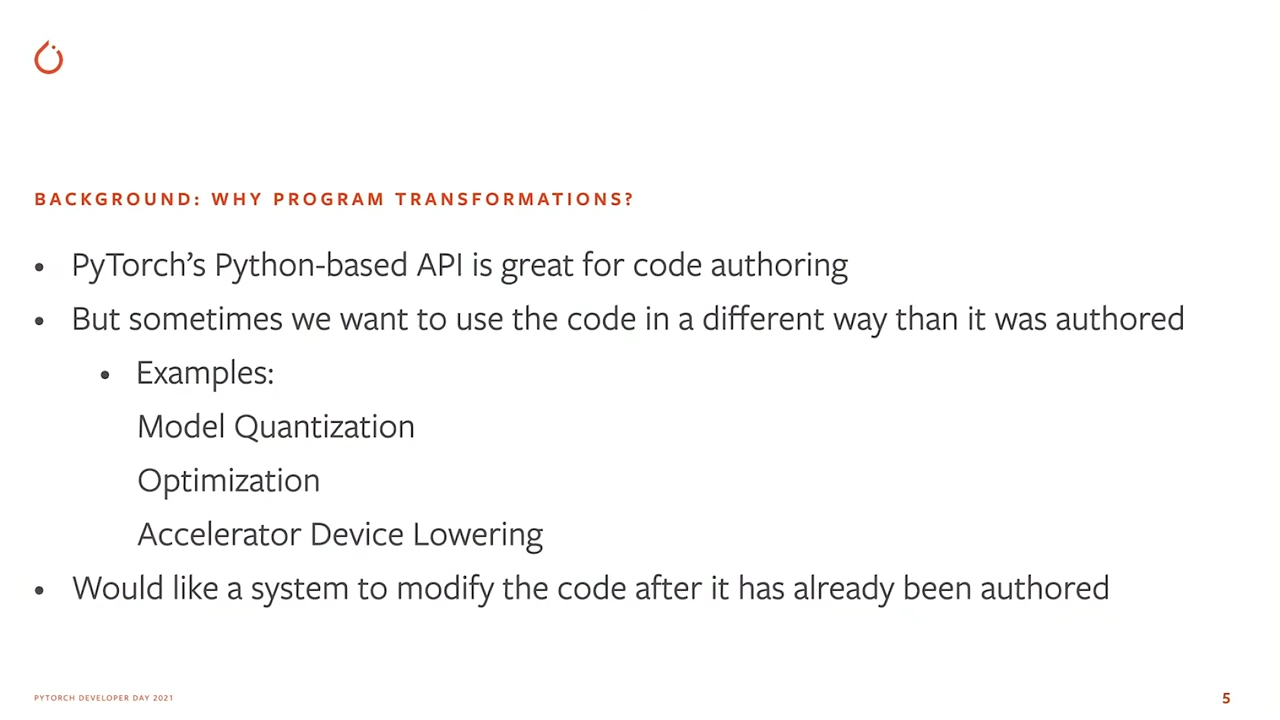 BACKGROUND: WHY PROGRAM TRANSFORMATIONS?
• PyTorch’s Python-based API is great for code authoring
• But sometimes we want to use the code in a different way than it was authored
• Examples:
Model Quantization
Optimization
Accelerator Device Lowering
• Would like a system to modify the code after it has already been authored
PYTORCH DEVELOPER DAY 2021
5